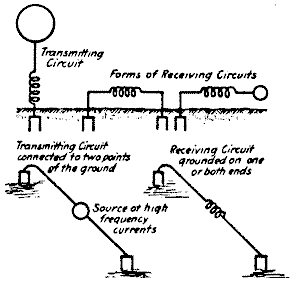 Transmitting
Circuit
Forms of Receiving Circuits
Transmitting Circuit
connected to two points
of the ground
Receiving Circuit
grounded on one
or both ends
Source of high
frequency
currents